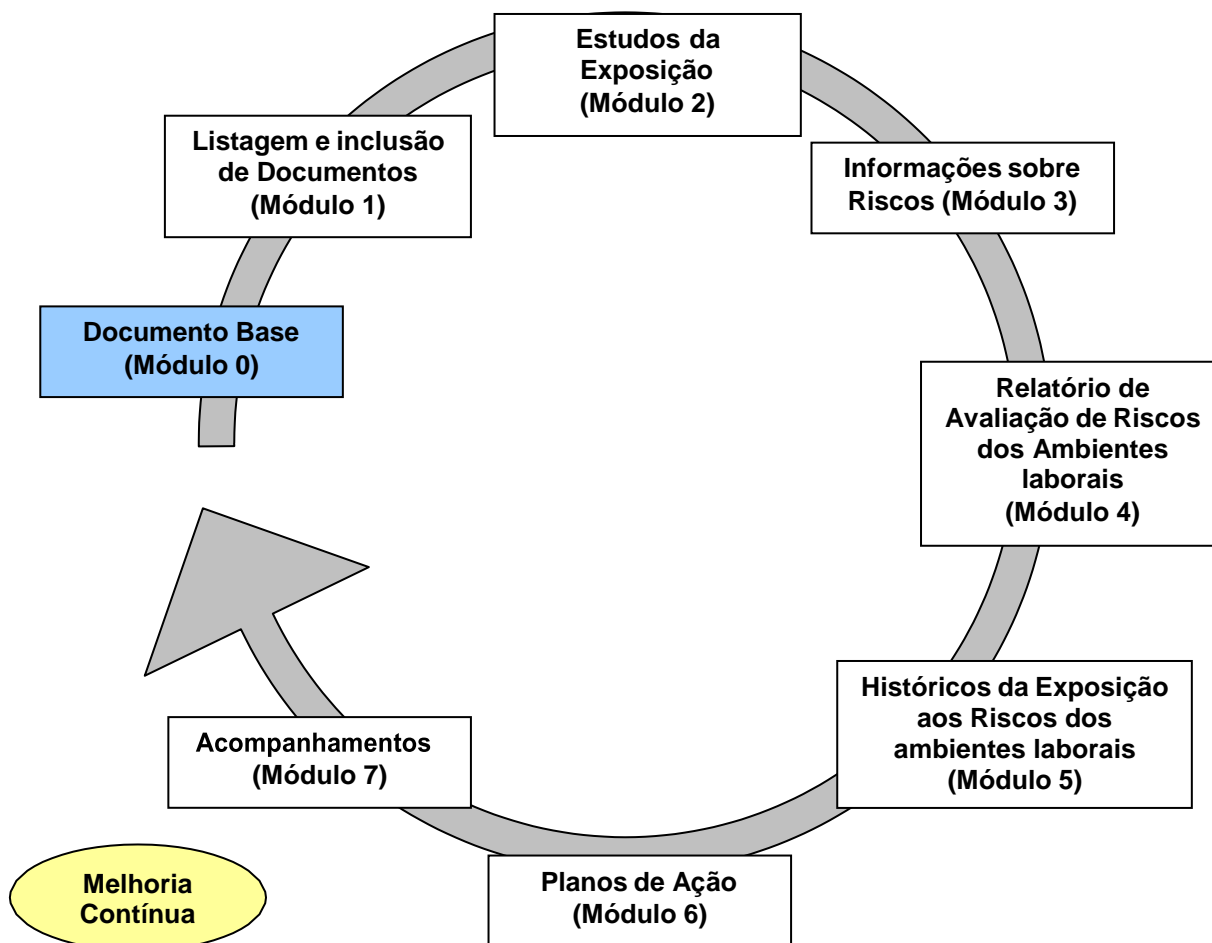 Estudos da
Exposição
(Módulo 2)
Listagem e inclusão
de Documentos
(Módulo 1)
Informações sobre
Riscos (Módulo 3)
Documento Base
(Módulo 0)
Relatório de
Avaliação de Riscos
dos Ambientes
laborais
(Módulo 4)
Históricos da Exposição
aos Riscos dos
ambientes laborais
(Módulo 5)
Acompanhamentos
(Módulo 7)
Planos de Ação
(Módulo 6)
Melhoria
Contínua